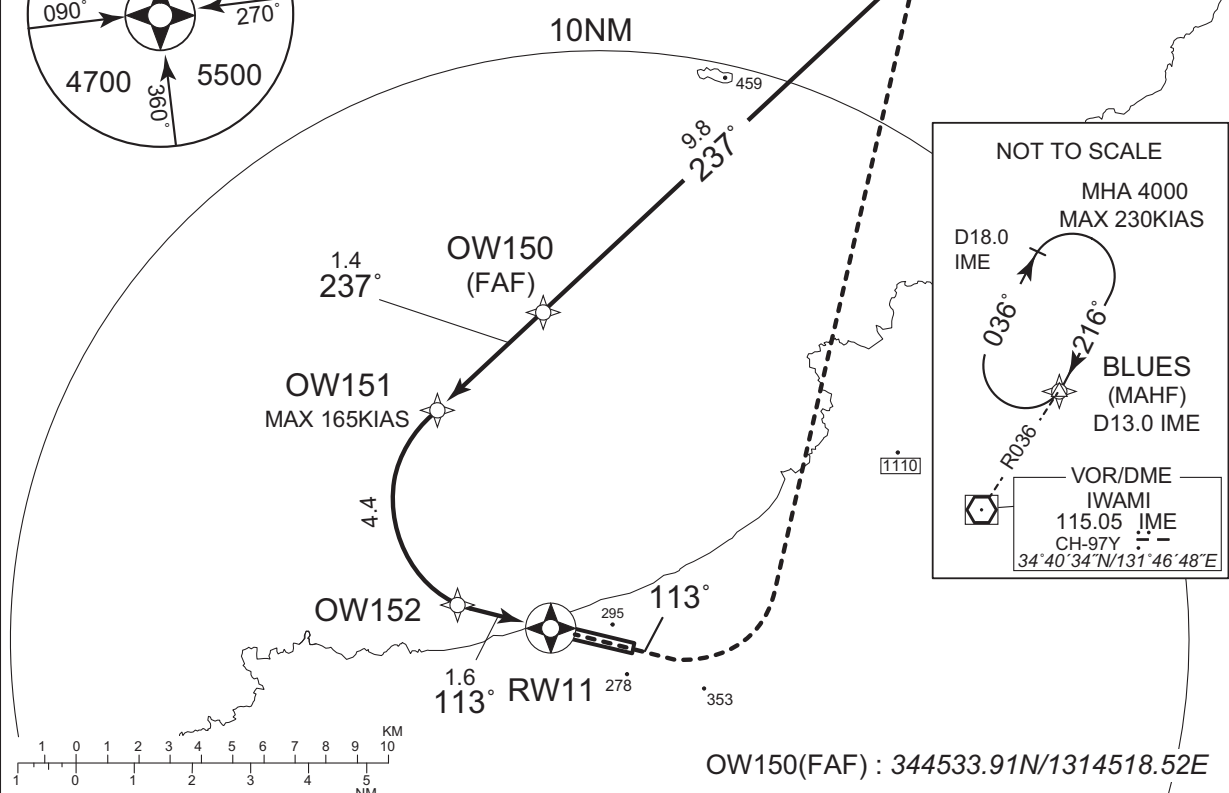 090°
270°
4700
5500
360°
10NM
459
9.8
237°
OW150
(FAF)
1.4
237°
OW151
MAX 165KIAS
4.4
OW152
1.6
113°
RW11
113°
295
278
353
1110
NOT TO SCALE
MHA 4000
MAX 230KIAS
D18.0
IME
036°
216°
BLUES
(MAHF)
D13.0 IME
R036
VOR/DME
IWAMI
115.05 IME
CH-97Y
34°40´34˝N/131°46´48˝E
KM
1 0 1 2 3 4 5 6 7 8 9 10
1 0 1 2 3 4 5
NM
OW150(FAF) : 344533.91N/1314518.52E